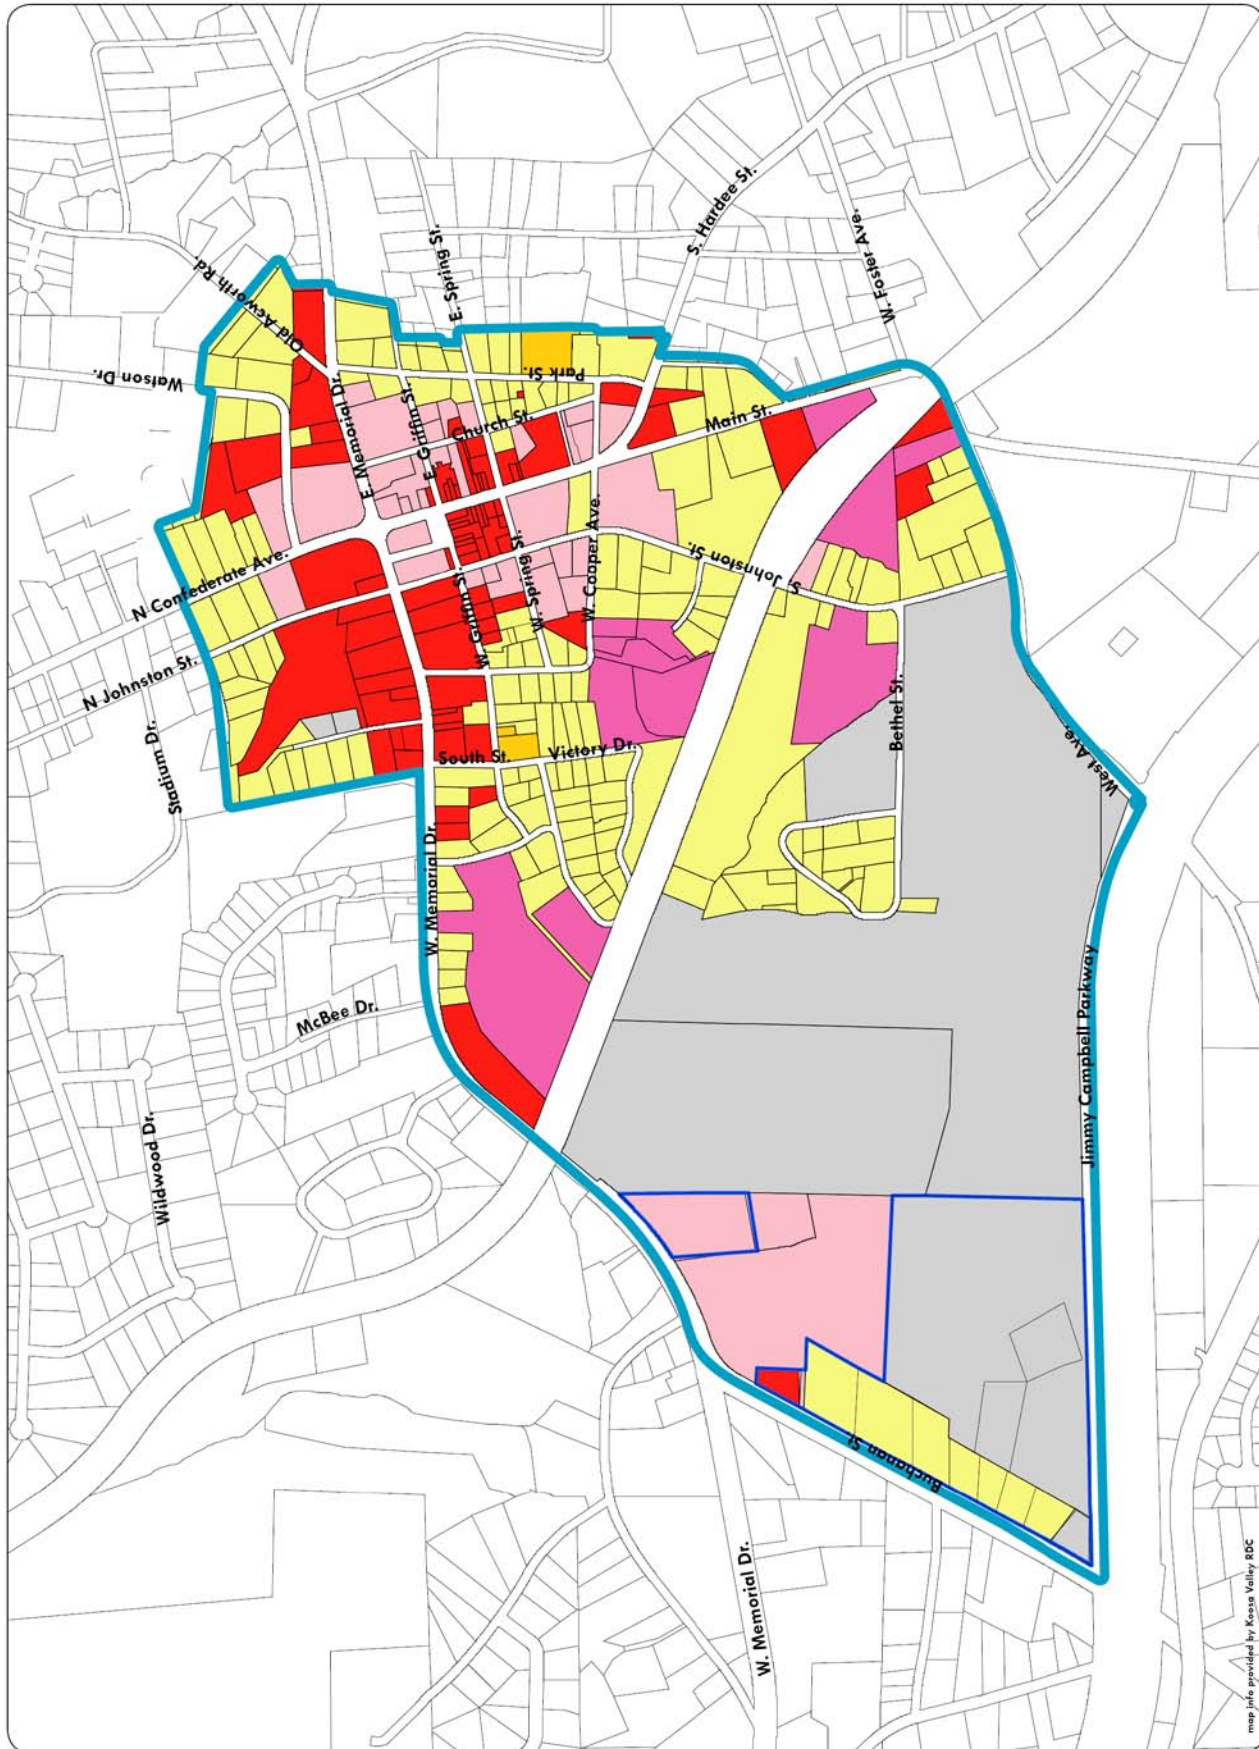 S. Hardee St.
W. Foster Ave.
E. Spring St.
Old Acworth Rd.
Watson Dr.
Park St.
E. Memorial Dr.
E. Griffin St.
Church St.
Main St.
N Confederate Ave.
W. Cooper Ave.
W. Spring St.
S. Johnston St.
W. Griffin St.
N Johnston St.
Stadium Dr.
South St.
Victory Dr.
Bethel St.
West Ave.
W. Memorial Dr.
McBee Dr.
Jimmy Campbell Parkway
Wildwood Dr.
Buchanan St.
W. Memorial Dr.
map info provided by Koosa Valley RDC